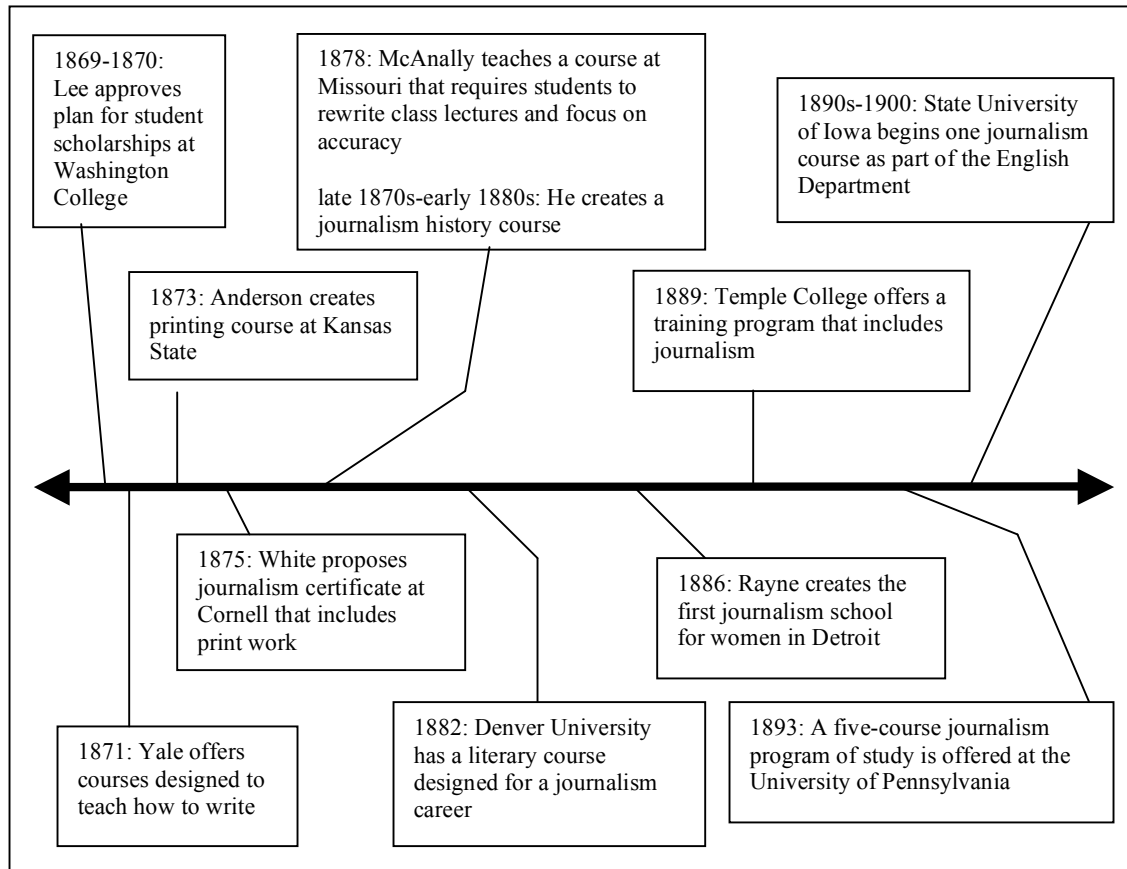 1869-1870:
Lee approves
plan for student
scholarships at
Washington
College
1878: McAnally teaches a course at
Missouri that requires students to
rewrite class lectures and focus on
accuracy
late 1870s-early 1880s: He creates a
journalism history course
1890s-1900: State University
of Iowa begins one journalism
course as part of the English
Department
1873: Anderson creates
printing course at Kansas
State
1889: Temple College offers a
training program that includes
journalism
1875: White proposes
journalism certificate at
Cornell that includes
print work
1886: Rayne creates the
first journalism school
for women in Detroit
1871: Yale offers
courses designed to
teach how to write
1882: Denver University
has a literary course
designed for a journalism
career
1893: A five-course journalism
program of study is offered at the
University of Pennsylvania